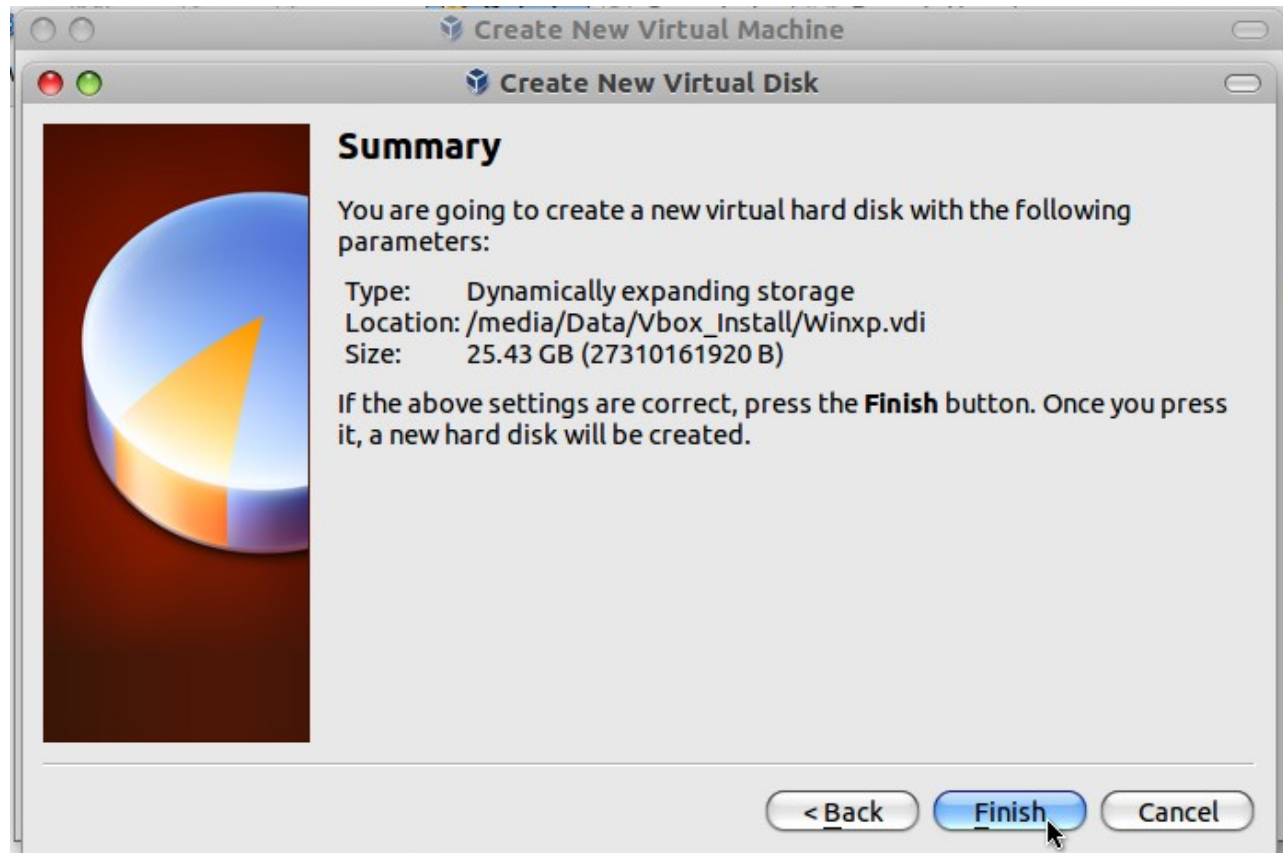 Create New Virtual Machine
Create New Virtual Disk
Summary
You are going to create a new virtual hard disk with the following
parameters:
Type: Dynamically expanding storage
Location: /media/Data/Vbox_Install/Winxp.vdi
Size: 25.43 GB (27310161920 B)
If the above settings are correct, press the Finish button. Once you press
it, a new hard disk will be created.
< Back Finish Cancel